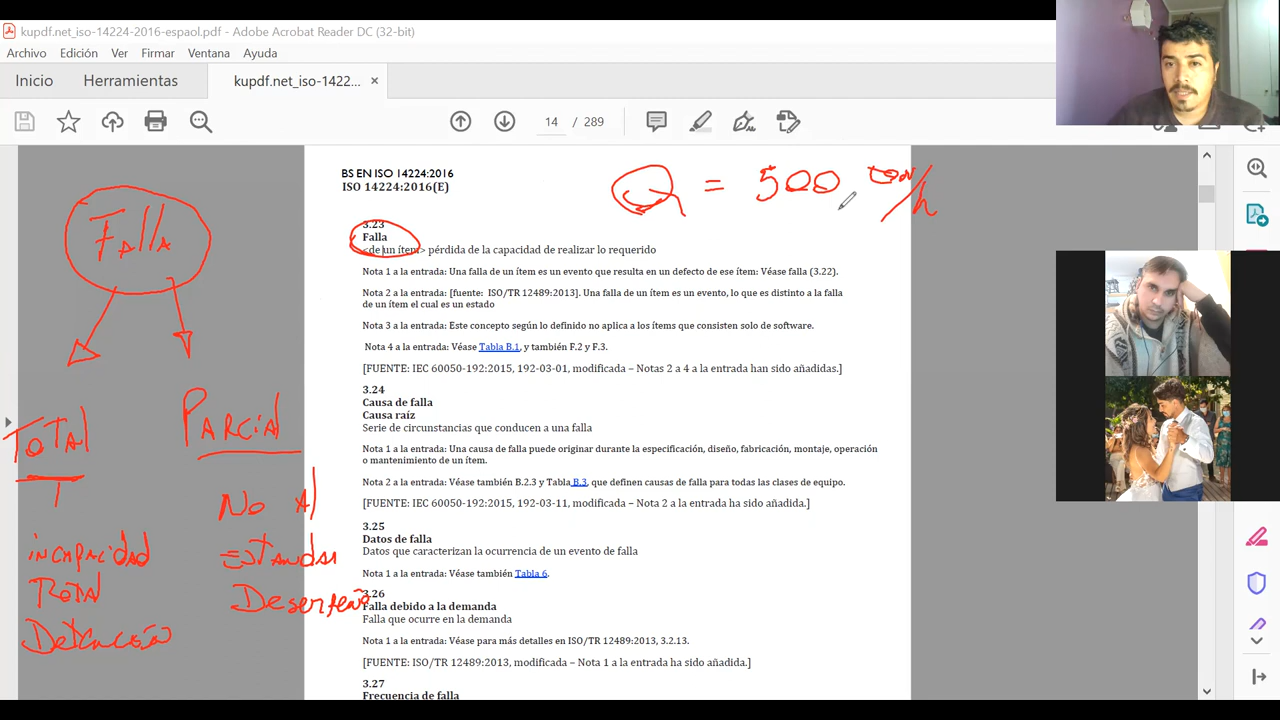 kupdf.net_iso-14224-2016-espaol.pdf - Adobe Acrobat Reader DC (32-bit)
Archivo Edición Ver Firmar Ventana Ayuda
Inicio Herramientas kupdf.net_iso-1422... ×
14 / 289
BS EN ISO 14224:2016
ISO 14224:2016(E)
Q = 500 ton/h
3.23
Falla
<de un ítem> pérdida de la capacidad de realizar lo requerido
Nota 1 a la entrada: Una falla de un ítem es un evento que resulta en un defecto de ese ítem: Véase falla (3.22).
Nota 2 a la entrada: [fuente: ISO/TR 12489:2013]. Una falla de un ítem es un evento, lo que es distinto a la falla
de un ítem el cual es un estado
Nota 3 a la entrada: Este concepto según lo definido no aplica a los ítems que consisten solo de software.
Nota 4 a la entrada: Véase Tabla B.1, y también F.2 y F.3.
[FUENTE: IEC 60050-192:2015, 192-03-01, modificada – Notas 2 a 4 a la entrada han sido añadidas.]
3.24
Causa de falla
Causa raíz
Serie de circunstancias que conducen a una falla
Nota 1 a la entrada: Una causa de falla puede originar durante la especificación, diseño, fabricación, montaje, operación
o mantenimiento de un ítem.
Nota 2 a la entrada: Véase también B.2.3 y Tabla B.3, que definen causas de falla para todas las clases de equipo.
[FUENTE: IEC 60050-192:2015, 192-03-11, modificada – Nota 2 a la entrada ha sido añadida.]
3.25
Datos de falla
Datos que caracterizan la ocurrencia de un evento de falla
Nota 1 a la entrada: Véase también Tabla 6.
3.26
Falla debido a la demanda
Falla que ocurre en la demanda
Nota 1 a la entrada: Véase para más detalles en ISO/TR 12489:2013, 3.2.13.
[FUENTE: ISO/TR 12489:2013, modificada – Nota 1 a la entrada ha sido añadida.]
3.27
Frecuencia de falla
FAllA
TOTAl
incapacidad
Total
Detención
PARCiAl
No Al
estandar
Desempeño